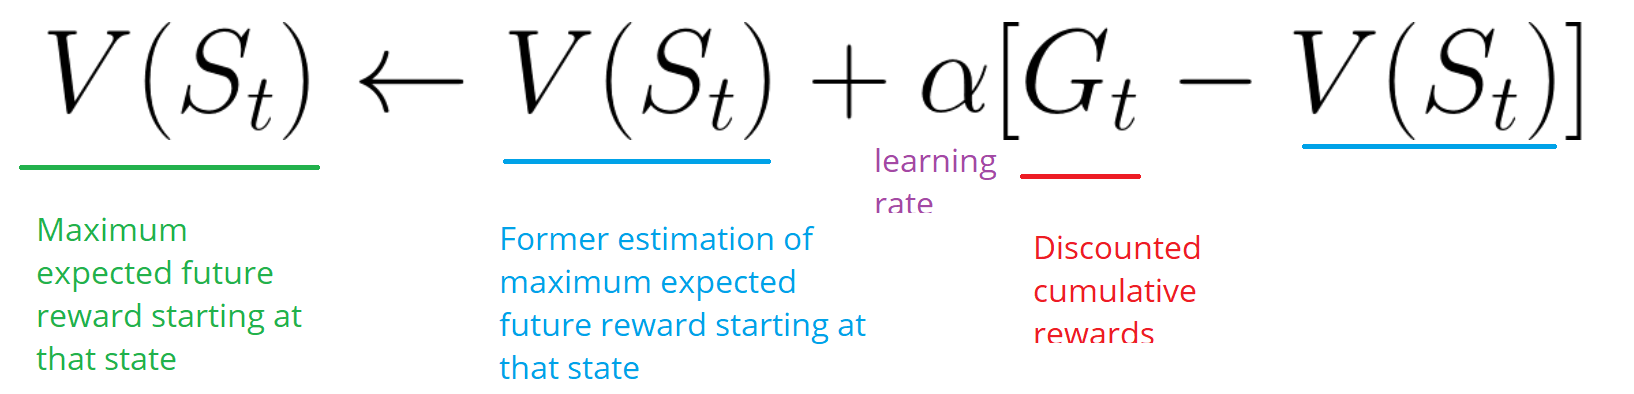 V(S_t) ← V(S_t) + α[G_t − V(S_t)]
learning
rate
Maximum
expected future
reward starting at
that state
Former estimation of
maximum expected
future reward starting at
that state
Discounted
cumulative
rewards